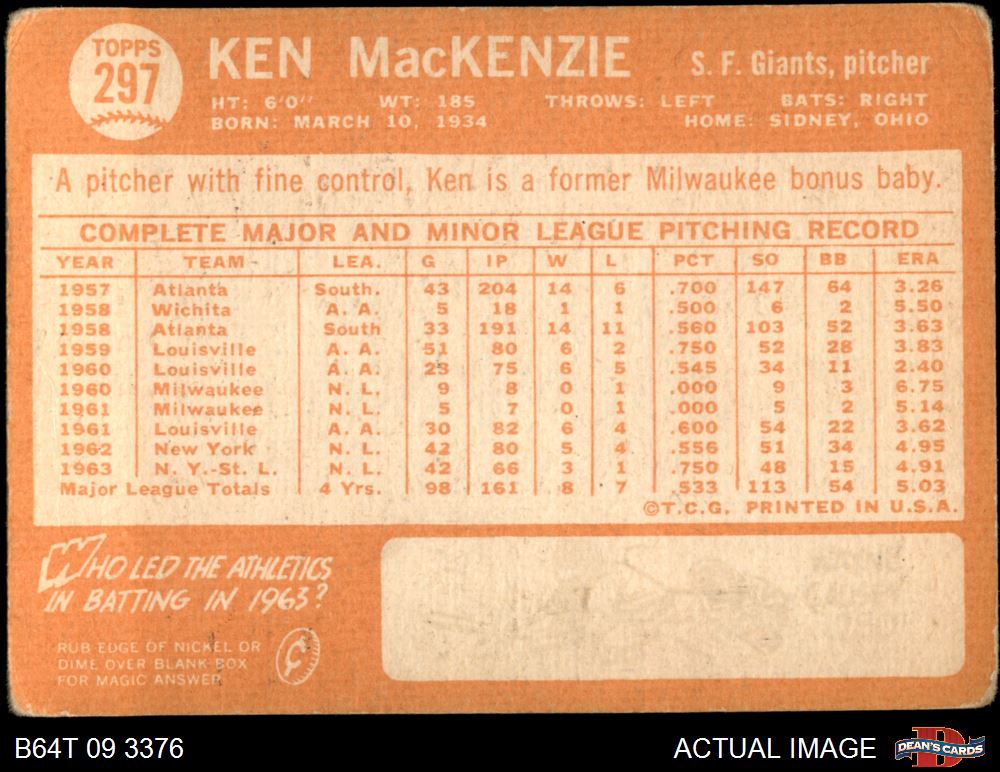 TOPPS
297
KEN MacKENZIE
S. F. Giants, pitcher
HT: 6'0" WT: 185 THROWS: LEFT BATS: RIGHT
BORN: MARCH 10, 1934 HOME: SIDNEY, OHIO
A pitcher with fine control, Ken is a former Milwaukee bonus baby.
COMPLETE MAJOR AND MINOR LEAGUE PITCHING RECORD
YEAR TEAM LEA. G IP W L PCT SO BB ERA
1957 Atlanta South. 43 204 14 6 .700 147 64 3.26
1958 Wichita A. A. 5 18 1 1 .500 6 2 5.50
1958 Atlanta South 33 191 14 11 .560 103 52 3.63
1959 Louisville A. A. 51 80 6 2 .750 52 28 3.83
1960 Louisville A. A. 23 75 6 5 .545 34 11 2.40
1960 Milwaukee N. L. 9 8 0 1 .000 9 3 6.75
1961 Milwaukee N. L. 5 7 0 1 .000 5 2 5.14
1961 Louisville A. A. 30 82 6 4 .600 54 22 3.62
1962 New York N. L. 42 80 5 4 .556 51 34 4.95
1963 N. Y.-St. L. N. L. 42 66 3 1 .750 48 15 4.91
Major League Totals 4 Yrs. 98 161 8 7 .533 113 54 5.03
©T.C.G. PRINTED IN U.S.A.
WHO LED THE ATHLETICS
IN BATTING IN 1963?
RUB EDGE OF NICKEL OR
DIME OVER BLANK BOX
FOR MAGIC ANSWER
B64T 09 3376
ACTUAL IMAGE
D
DEAN'S CARDS